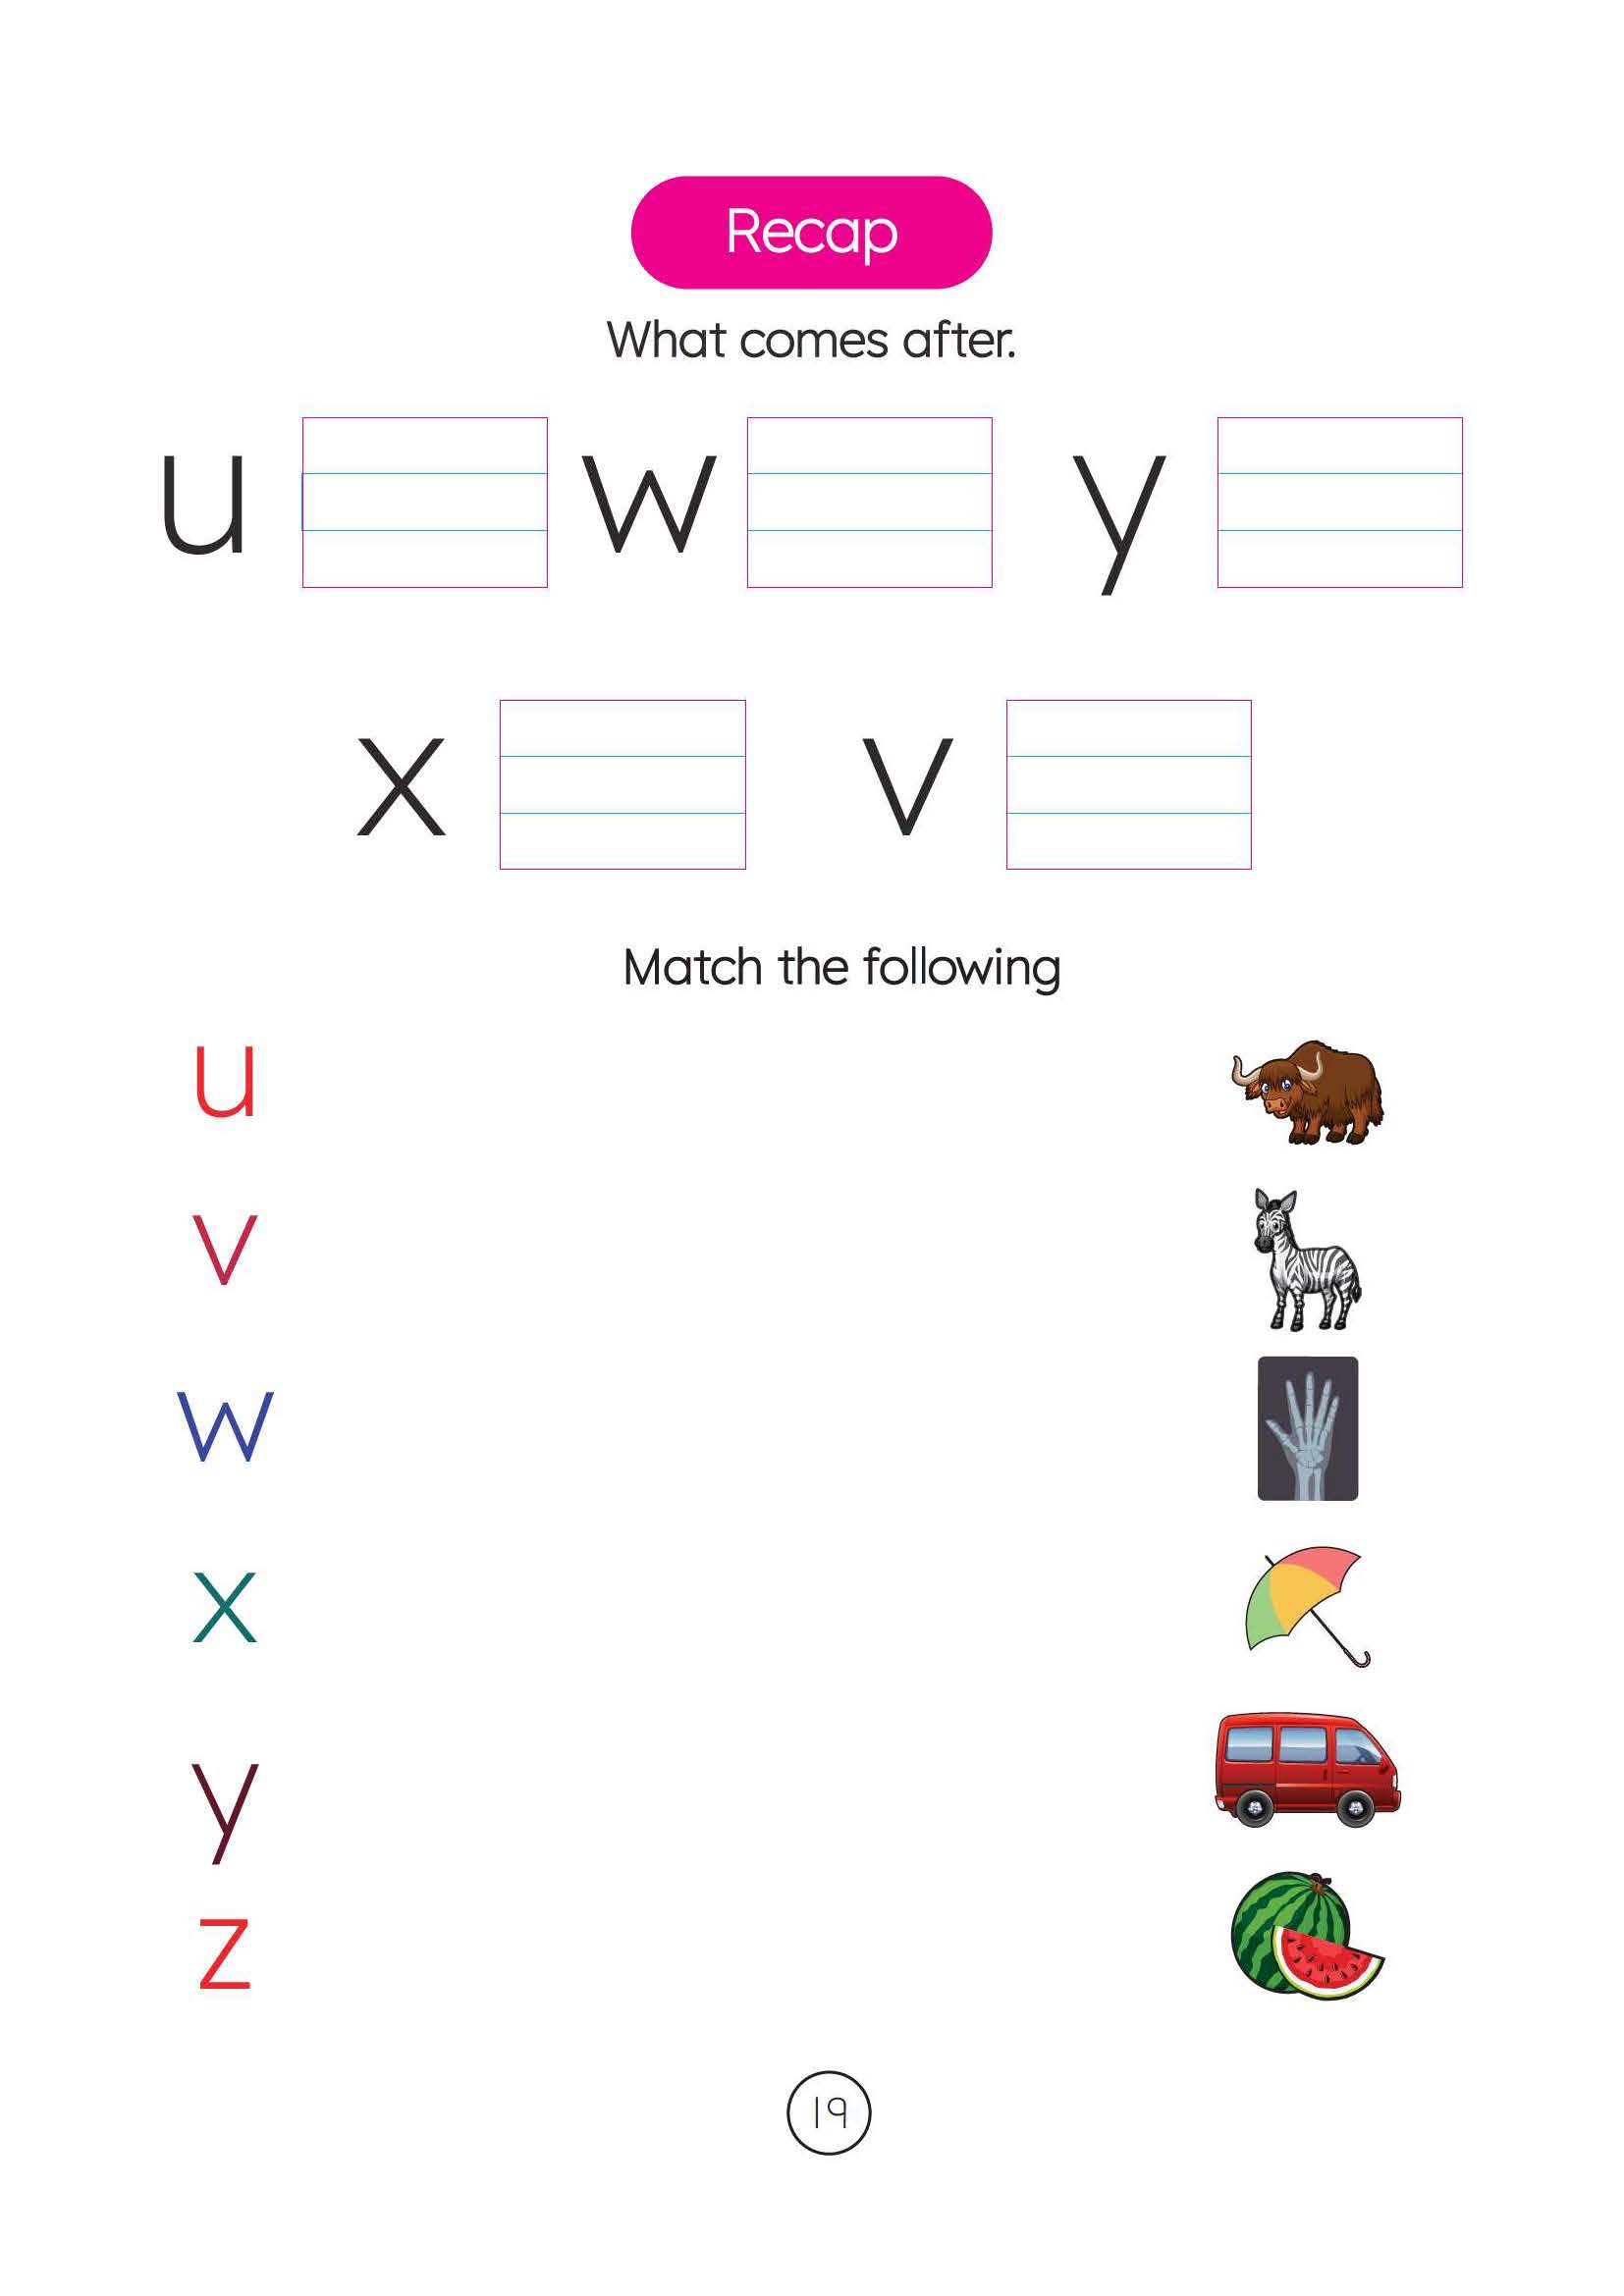 Recap
What comes after.
u w y
x v
Match the following
u
v
w
x
y
z
19